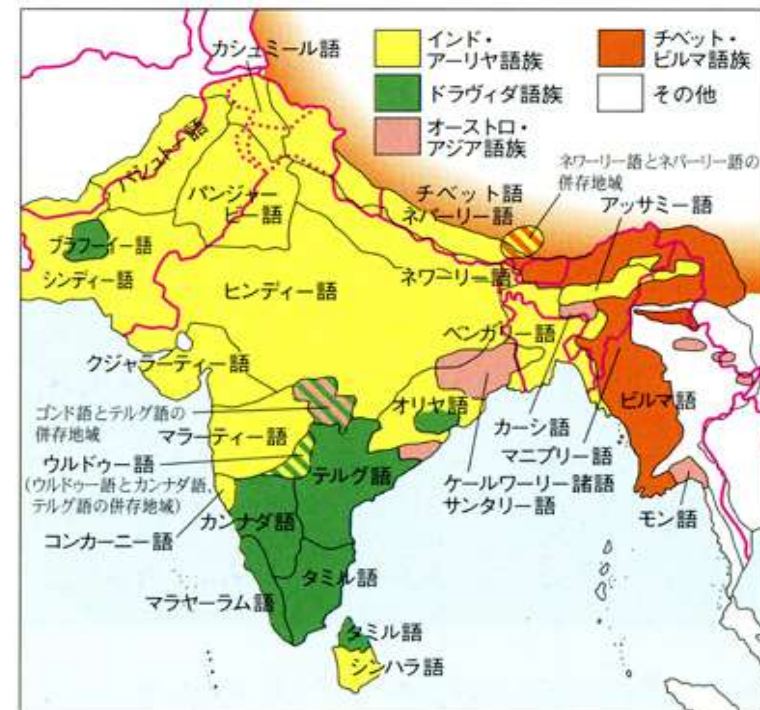 インド・
アーリヤ語族
ドラヴィダ語族
オーストロ・
アジア語族
チベット・
ビルマ語族
その他
カシュミール語
パシュトー語
パンジャー
ビー語
ブラフーイー語
シンディー語
ヒンディー語
チベット語
ネパーリー語
ネワーリー語とネパーリー語の
併存地域
アッサミー語
ネワーリー語
ベンガリー語
クジャラーティー語
ゴンド語とテルグ語の
併存地域
マラーティー語
オリヤ語
ビルマ語
カーシ語
マニプリー語
ウルドゥー語
(ウルドゥー語とカンナダ語、
テルグ語の併存地域)
テルグ語
ケールワーリー諸語
サンタリー語
モン語
コンカーニー語
カンナダ語
タミル語
マラヤーラム語
タミル語
シンハラ語